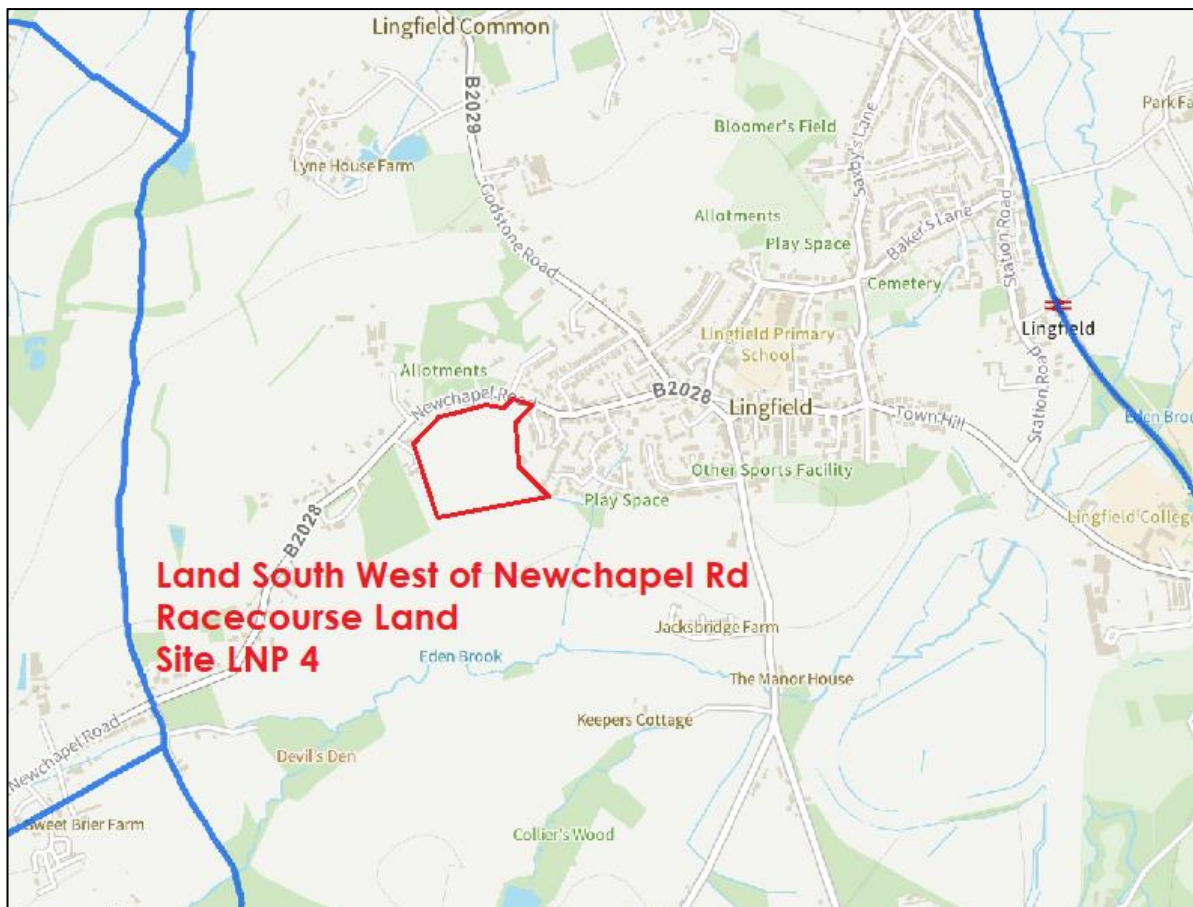 Lingfield Common
B2029
Park Fa
Bloomer's Field
Saxby's Lane
Lyne House Farm
Godstone Road
Station Road
Allotments
Play Space
Baker's Lane
Cemetery
Lingfield Primary
School
Lingfield
Allotments
Newchapel Road
B2028
Lingfield
Town Hill
Station Roa
Eden Brook
Other Sports Facility
Play Space
Lingfield College
B2028
Land South West of Newchapel Rd
Racecourse Land
Site LNP 4
Jacksbridge Farm
Eden Brook
The Manor House
Keepers Cottage
Newchapel Road
Devil's Den
Sweet Brier Farm
Collier's Wood